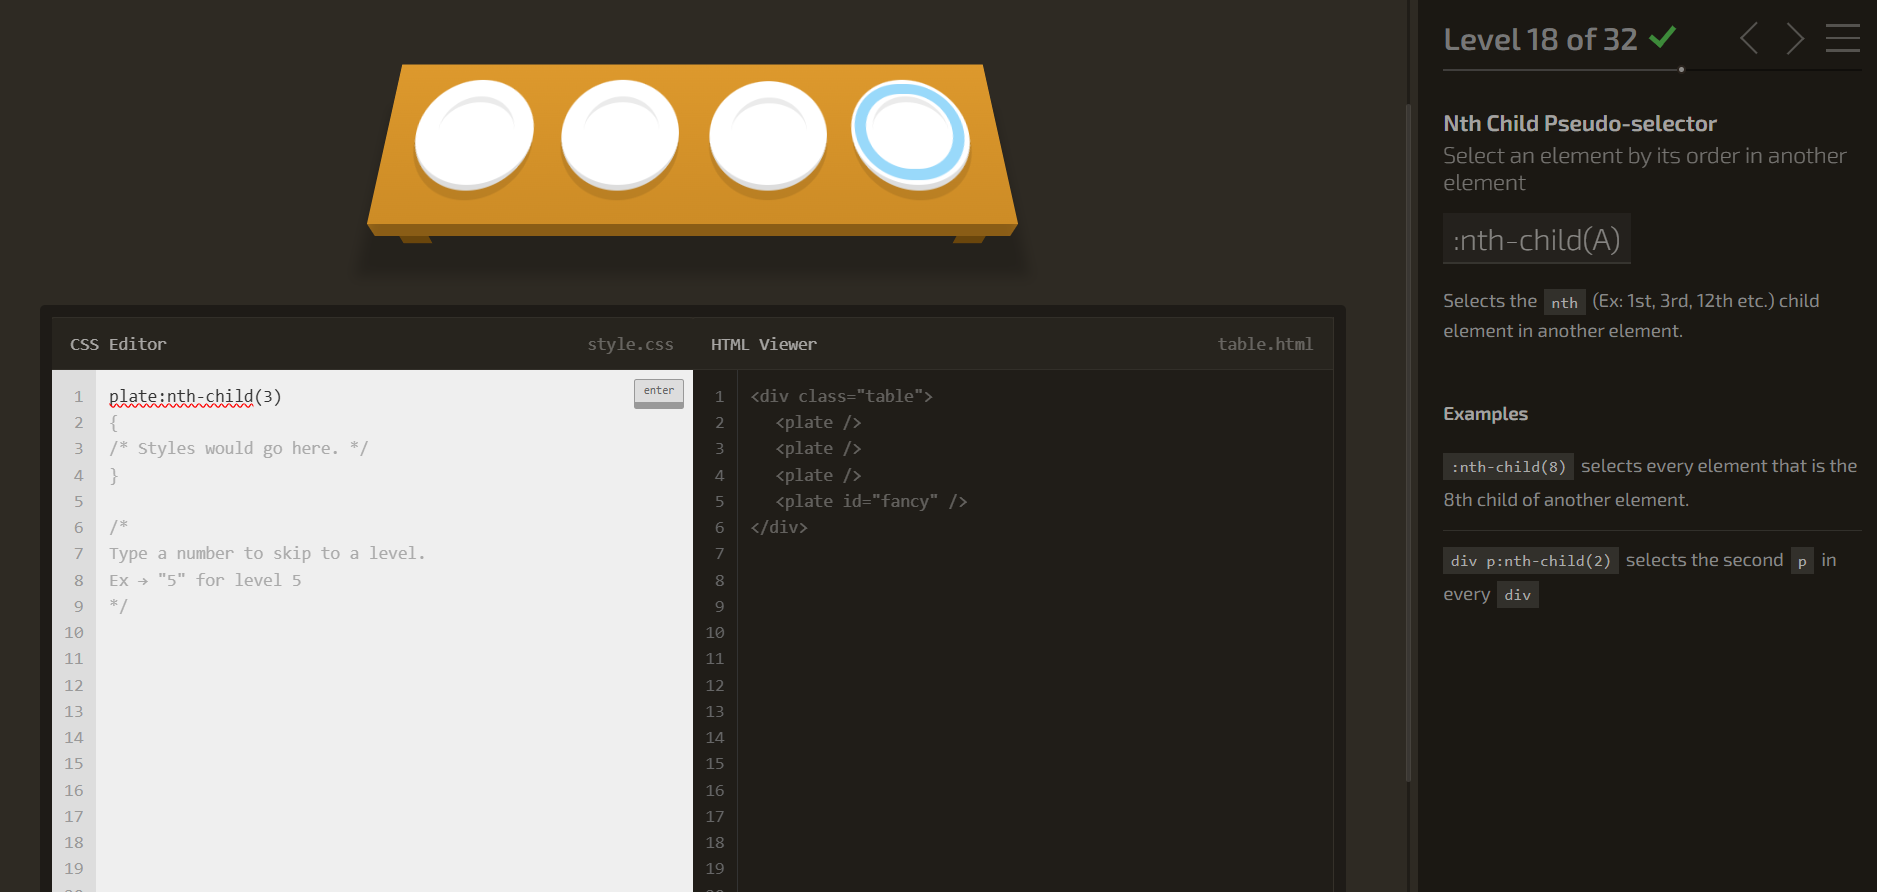 Level 18 of 32
Nth Child Pseudo-selector
Select an element by its order in another
element
:nth-child(A)
Selects the nth (Ex: 1st, 3rd, 12th etc.) child
element in another element.
Examples
:nth-child(8) selects every element that is the
8th child of another element.
div p:nth-child(2) selects the second p in
every div
CSS Editor style.css
1 plate:nth-child(3) enter
2 {
3 /* Styles would go here. */
4 }
5
6 /*
7 Type a number to skip to a level.
8 Ex → "5" for level 5
9 */
10
11
12
13
14
15
16
17
18
19
HTML Viewer table.html
1 <div class="table">
2 <plate />
3 <plate />
4 <plate />
5 <plate id="fancy" />
6 </div>
7
8
9
10
11
12
13
14
15
16
17
18
19